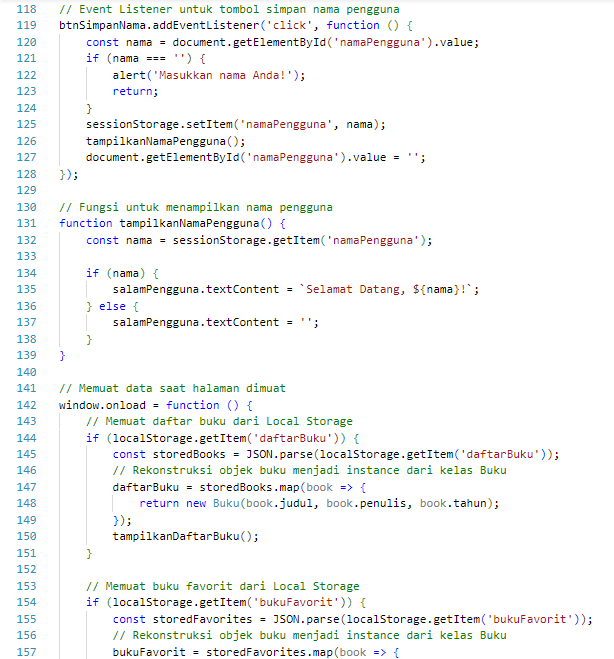 118 // Event Listener untuk tombol simpan nama pengguna
119 btnSimpanNama.addEventListener('click', function () {
120     const nama = document.getElementById('namaPengguna').value;
121     if (nama === '') {
122         alert('Masukkan nama Anda!');
123         return;
124     }
125     sessionStorage.setItem('namaPengguna', nama);
126     tampilkanNamaPengguna();
127     document.getElementById('namaPengguna').value = '';
128 });
129
130 // Fungsi untuk menampilkan nama pengguna
131 function tampilkanNamaPengguna() {
132     const nama = sessionStorage.getItem('namaPengguna');
133
134     if (nama) {
135         salamPengguna.textContent = `Selamat Datang, ${nama}!`;
136     } else {
137         salamPengguna.textContent = '';
138     }
139 }
140
141 // Memuat data saat halaman dimuat
142 window.onload = function () {
143     // Memuat daftar buku dari Local Storage
144     if (localStorage.getItem('daftarBuku')) {
145         const storedBooks = JSON.parse(localStorage.getItem('daftarBuku'));
146         // Rekonstruksi objek buku menjadi instance dari kelas Buku
147         daftarBuku = storedBooks.map(book => {
148             return new Buku(book.judul, book.penulis, book.tahun);
149         });
150         tampilkanDaftarBuku();
151     }
152
153     // Memuat buku favorit dari Local Storage
154     if (localStorage.getItem('bukuFavorit')) {
155         const storedFavorites = JSON.parse(localStorage.getItem('bukuFavorit'));
156         // Rekonstruksi objek buku menjadi instance dari kelas Buku
157         bukuFavorit = storedFavorites.map(book => {